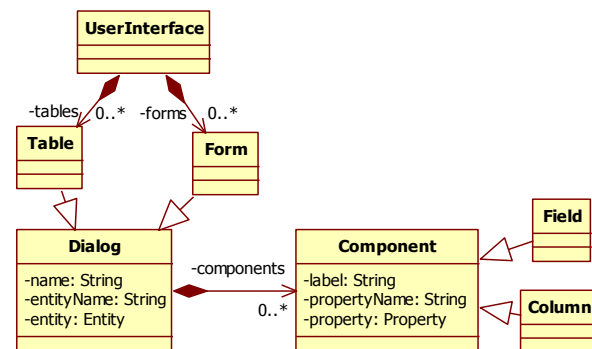 UserInterface
-tables
0..*
-forms
0..*
Table
Form
Dialog
-name: String
-entityName: String
-entity: Entity
-components
0..*
Component
-label: String
-propertyName: String
-property: Property
Field
Column